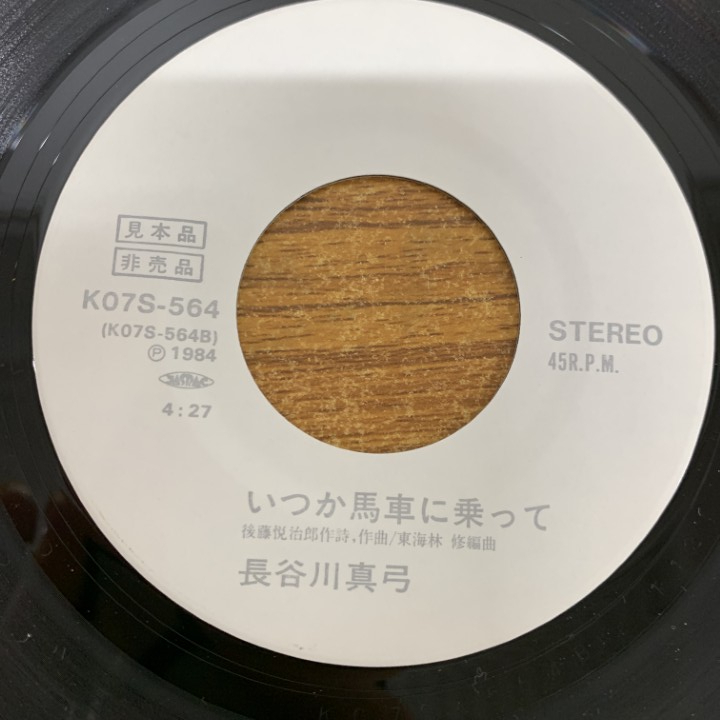 見本品
非売品
K07S-564
(K07S-564B)
Ⓟ 1984
JASRAC
4:27
STEREO
45R.P.M.
いつか馬車に乗って
後藤悦治郎作詩,作曲/東海林 修編曲
長谷川真弓